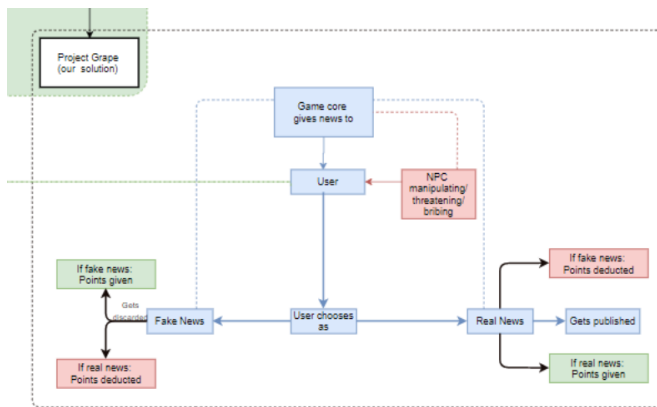 Project Grape
(our solution)
Game core
gives news to
User
NPC
manipulating/
threatening/
bribing
If fake news:
Points given
If fake news:
Points deducted
Gets
discarded
Fake News
User chooses
as
Real News
Gets published
If real news:
Points deducted
If real news:
Points given